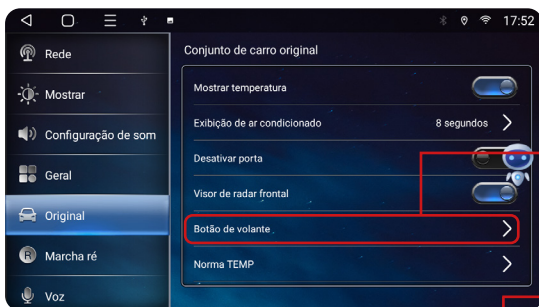 17:52
Rede
Mostrar
Configuração de som
Geral
Original
R Marcha ré
Voz
Conjunto de carro original
Mostrar temperatura
Exibição de ar condicionado 8 segundos
Desativar porta
Visor de radar frontal
Botão de volante
Norma TEMP